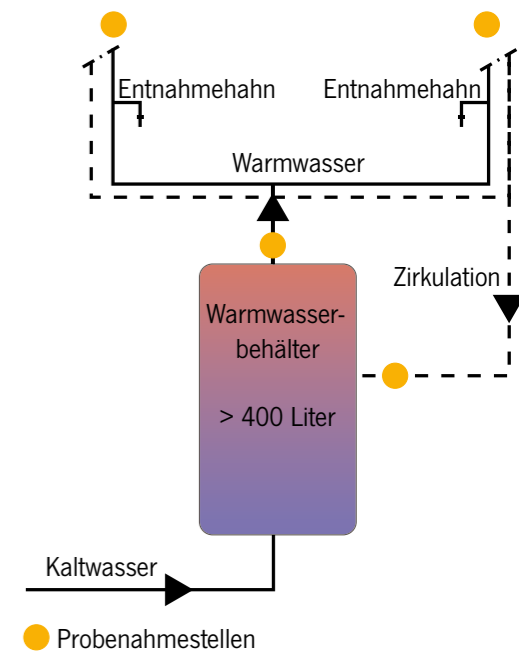 Entnahmehahn
Entnahmehahn
Warmwasser
Zirkulation
Warmwasser-
behälter
> 400 Liter
Kaltwasser
Probenahmestellen